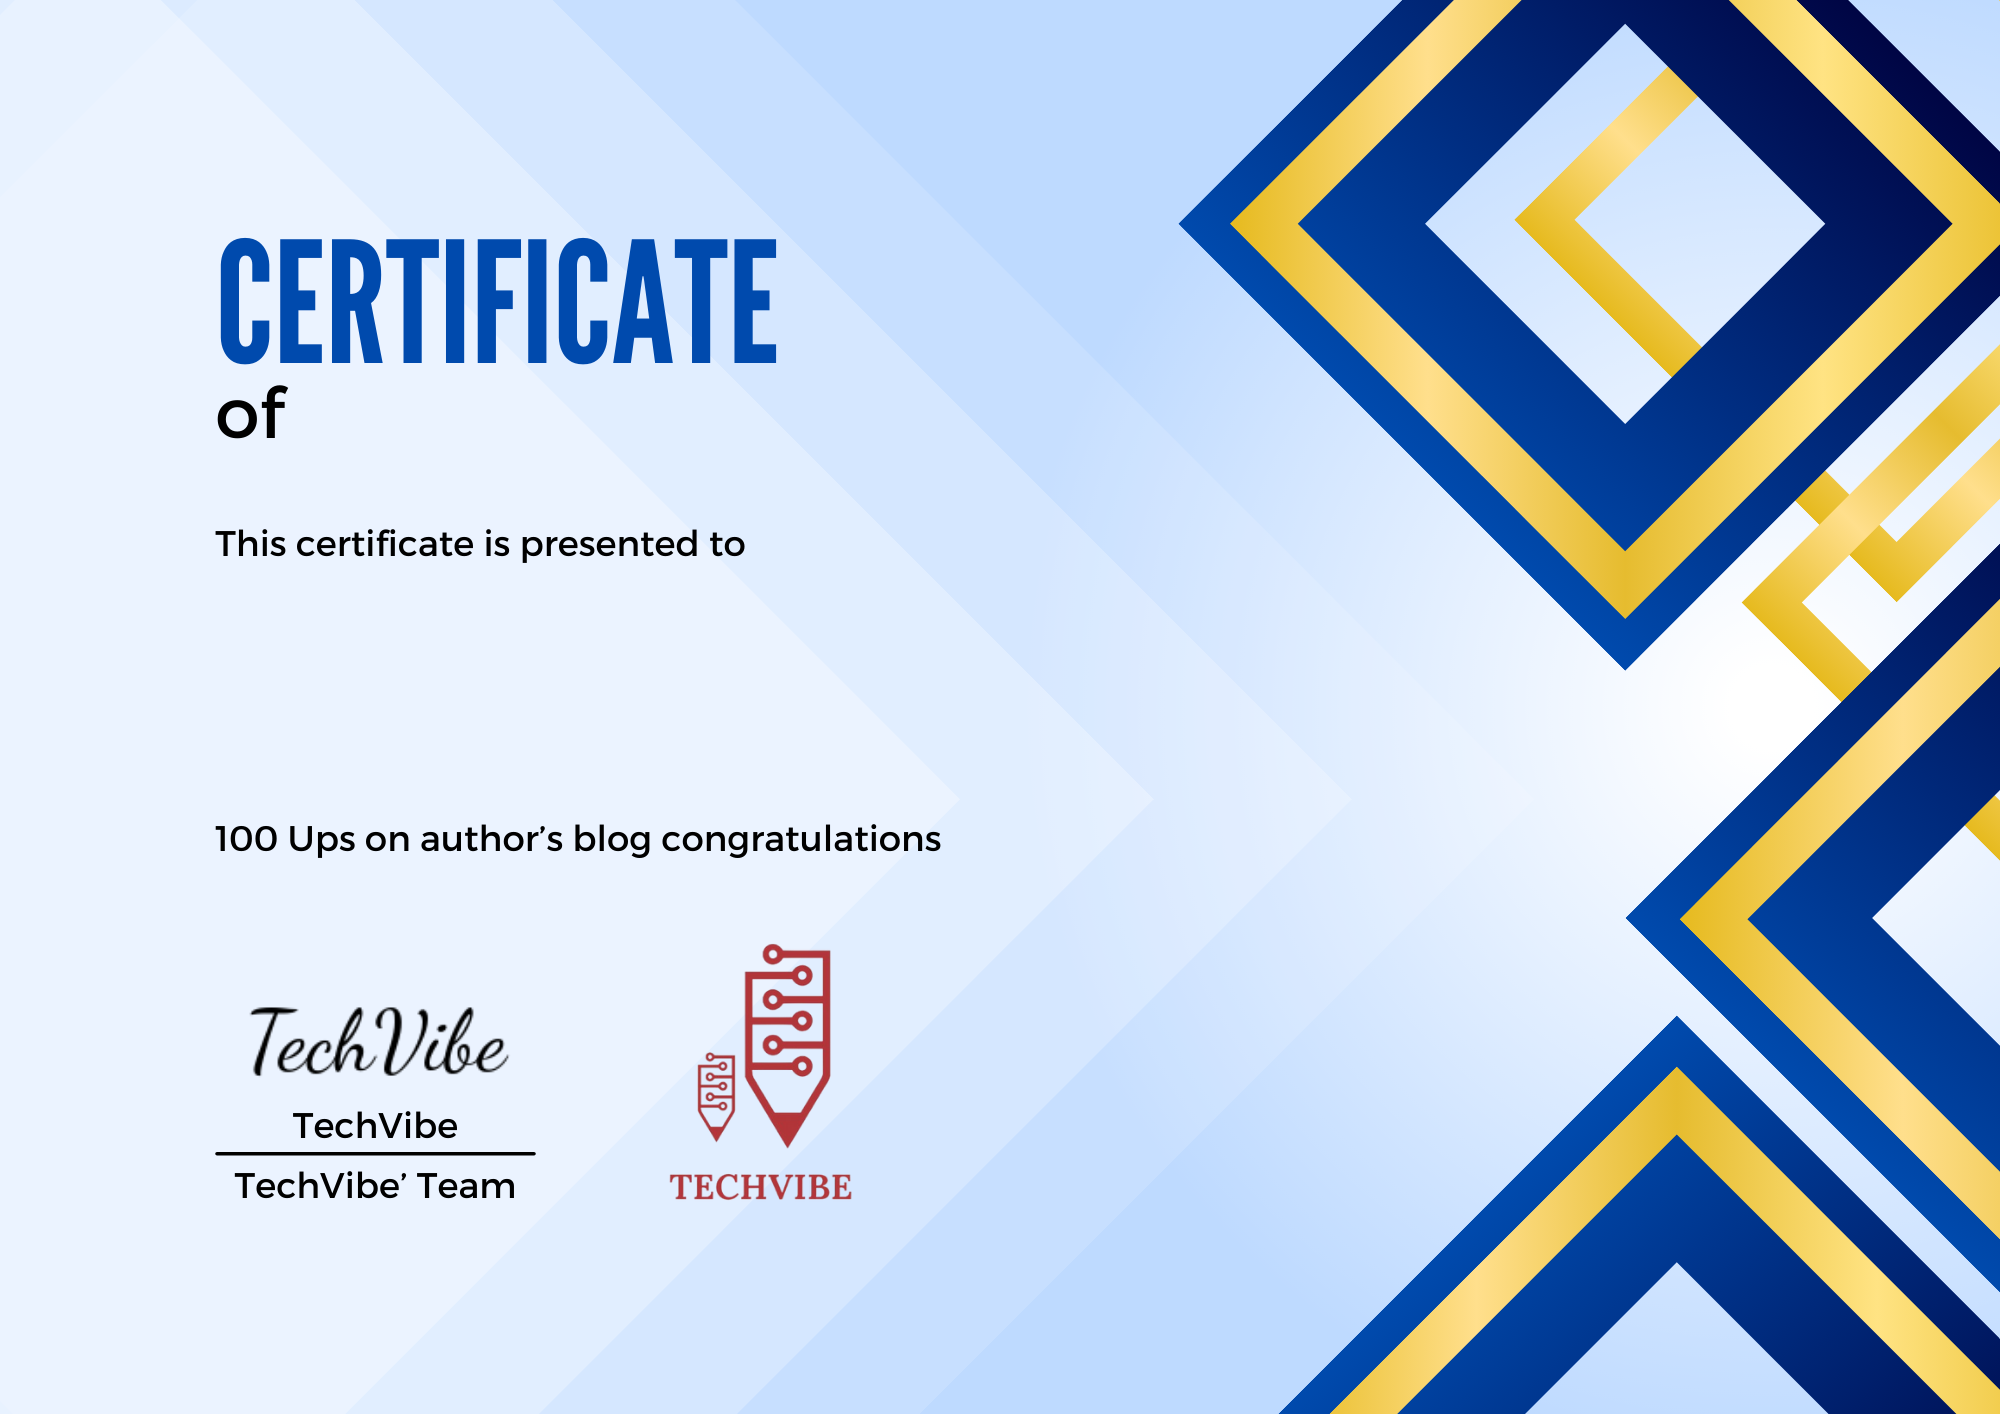 CERTIFICATE
of
This certificate is presented to
100 Ups on author’s blog congratulations
TechVibe
TechVibe
TechVibe’ Team
TECHVIBE